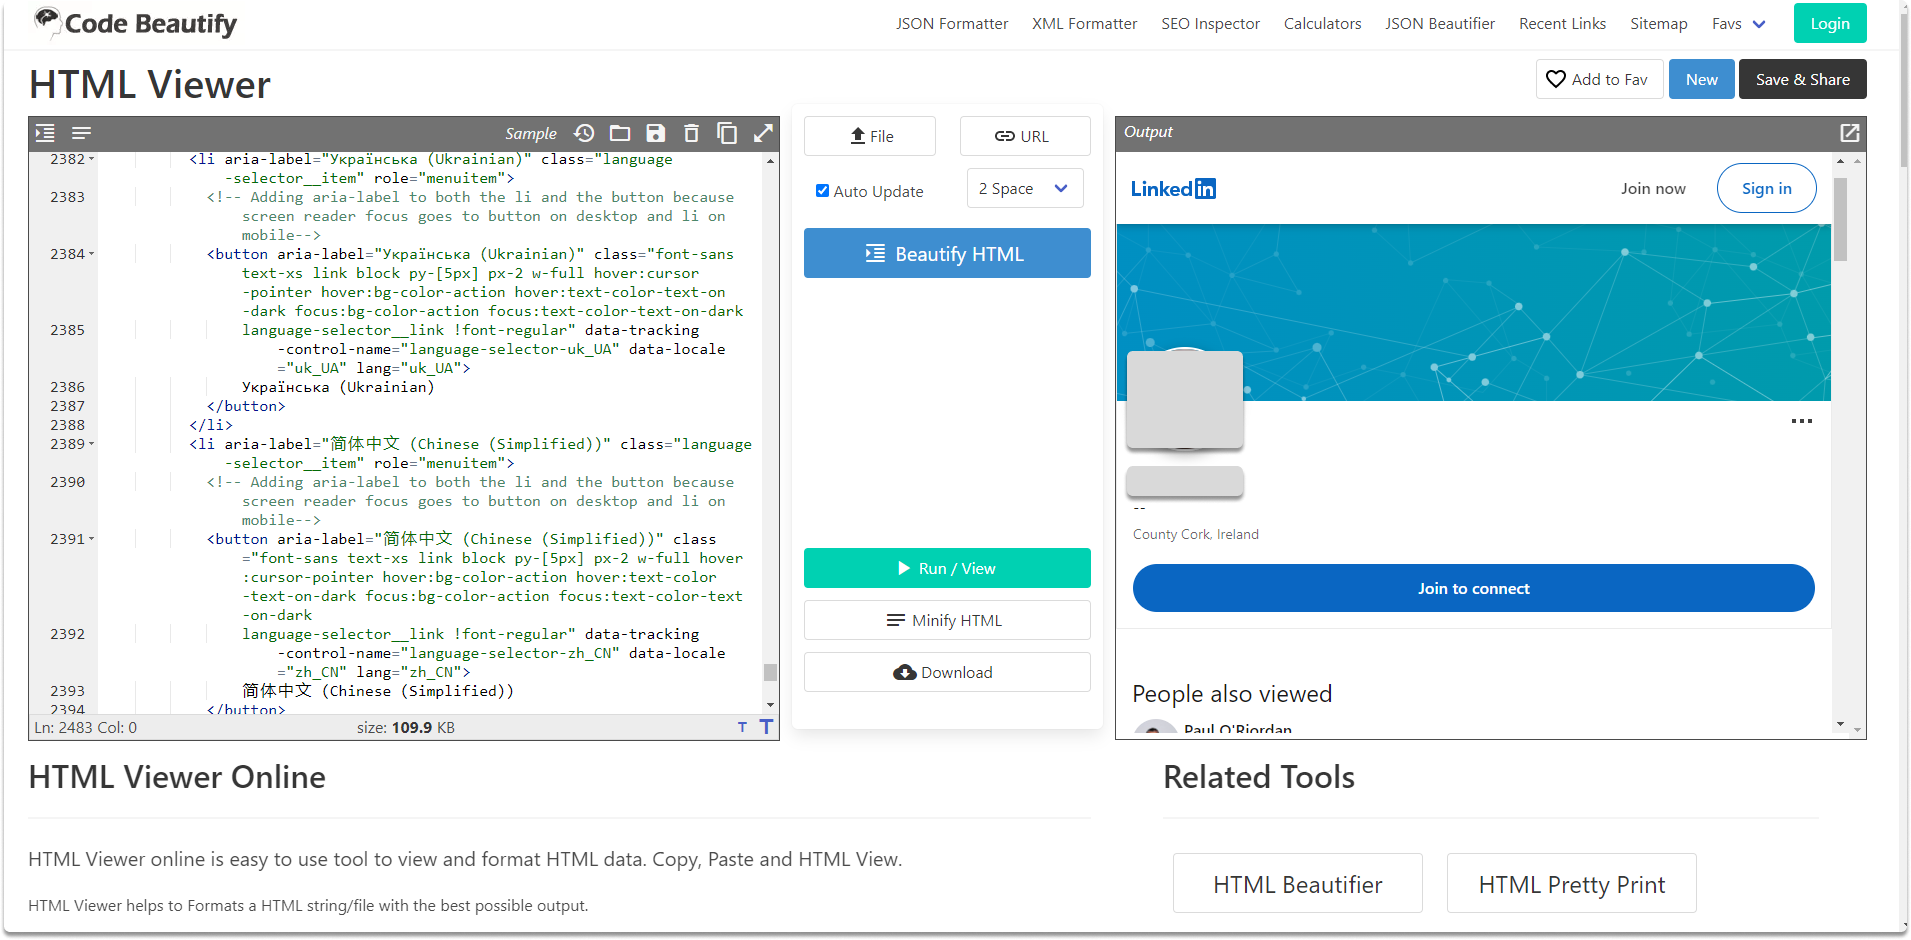 Code Beautify
JSON Formatter XML Formatter SEO Inspector Calculators JSON Beautifier Recent Links Sitemap Favs Login
HTML Viewer
Add to Fav New Save & Share
Sample
2382 <li aria-label="Українська (Ukrainian)" class="language
-selector__item" role="menuitem">
2383 <!-- Adding aria-label to both the li and the button because
screen reader focus goes to button on desktop and li on
mobile-->
2384 <button aria-label="Українська (Ukrainian)" class="font-sans
text-xs link block py-[5px] px-2 w-full hover:cursor
-pointer hover:bg-color-action hover:text-color-text-on
-dark focus:bg-color-action focus:text-color-text-on-dark
2385 language-selector__link !font-regular" data-tracking
-control-name="language-selector-uk_UA" data-locale
="uk_UA" lang="uk_UA">
2386 Українська (Ukrainian)
2387 </button>
2388 </li>
2389 <li aria-label="简体中文 (Chinese (Simplified))" class="language
-selector__item" role="menuitem">
2390 <!-- Adding aria-label to both the li and the button because
screen reader focus goes to button on desktop and li on
mobile-->
2391 <button aria-label="简体中文 (Chinese (Simplified))" class
="font-sans text-xs link block py-[5px] px-2 w-full hover
:cursor-pointer hover:bg-color-action hover:text-color
-text-on-dark focus:bg-color-action focus:text-color-text
-on-dark
2392 language-selector__link !font-regular" data-tracking
-control-name="language-selector-zh_CN" data-locale
="zh_CN" lang="zh_CN">
2393 简体中文 (Chinese (Simplified))
2394 </button>
Ln: 2483 Col: 0 size: 109.9 KB T T
File URL
Auto Update 2 Space
Beautify HTML
Run / View
Minify HTML
Download
Output
Linked in Join now Sign in
--
County Cork, Ireland
Join to connect
People also viewed
Paul O'Riordan
HTML Viewer Online
HTML Viewer online is easy to use tool to view and format HTML data. Copy, Paste and HTML View.
HTML Viewer helps to Formats a HTML string/file with the best possible output.
Related Tools
HTML Beautifier HTML Pretty Print